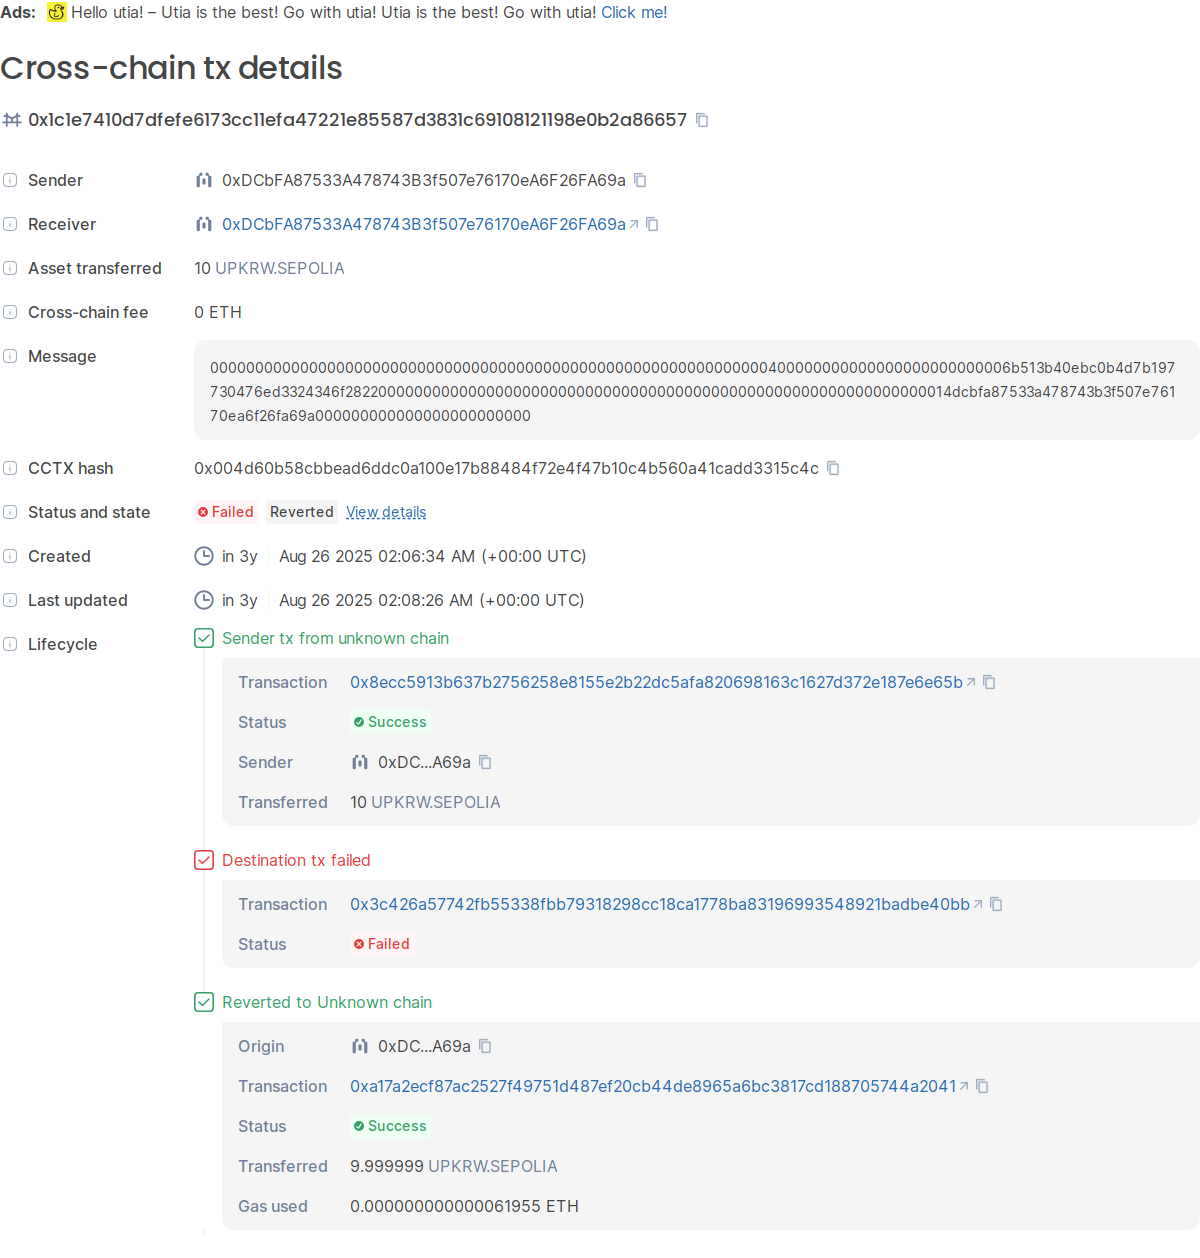 Ads: Hello utia! – Utia is the best! Go with utia! Utia is the best! Go with utia! Click me!
Cross-chain tx details
0x1c1e7410d7dfefe6173cc11efa47221e85587d3831c69108121198e0b2a86657
Sender 0xDCbFA87533A478743B3f507e76170eA6F26FA69a
Receiver 0xDCbFA87533A478743B3f507e76170eA6F26FA69a
Asset transferred 10 UPKRW.SEPOLIA
Cross-chain fee 0 ETH
Message
0000000000000000000000000000000000000000000000000000000000000040000000000000000000000000006b513b40ebc0b4d7b197
730476ed3324346f2822000000000000000000000000000000000000000000000000000000000000014dcbfa87533a478743b3f507e761
70ea6f26fa69a000000000000000000000000
CCTX hash 0x004d60b58cbbead6ddc0a100e17b88484f72e4f47b10c4b560a41cadd3315c4c
Status and state Failed Reverted View details
Created in 3y Aug 26 2025 02:06:34 AM (+00:00 UTC)
Last updated in 3y Aug 26 2025 02:08:26 AM (+00:00 UTC)
Lifecycle Sender tx from unknown chain
Transaction 0x8ecc5913b637b2756258e8155e2b22dc5afa820698163c1627d372e187e6e65b
Status Success
Sender 0xDC...A69a
Transferred 10 UPKRW.SEPOLIA
Destination tx failed
Transaction 0x3c426a57742fb55338fbb79318298cc18ca1778ba83196993548921badbe40bb
Status Failed
Reverted to Unknown chain
Origin 0xDC...A69a
Transaction 0xa17a2ecf87ac2527f49751d487ef20cb44de8965a6bc3817cd188705744a2041
Status Success
Transferred 9.999999 UPKRW.SEPOLIA
Gas used 0.000000000000061955 ETH